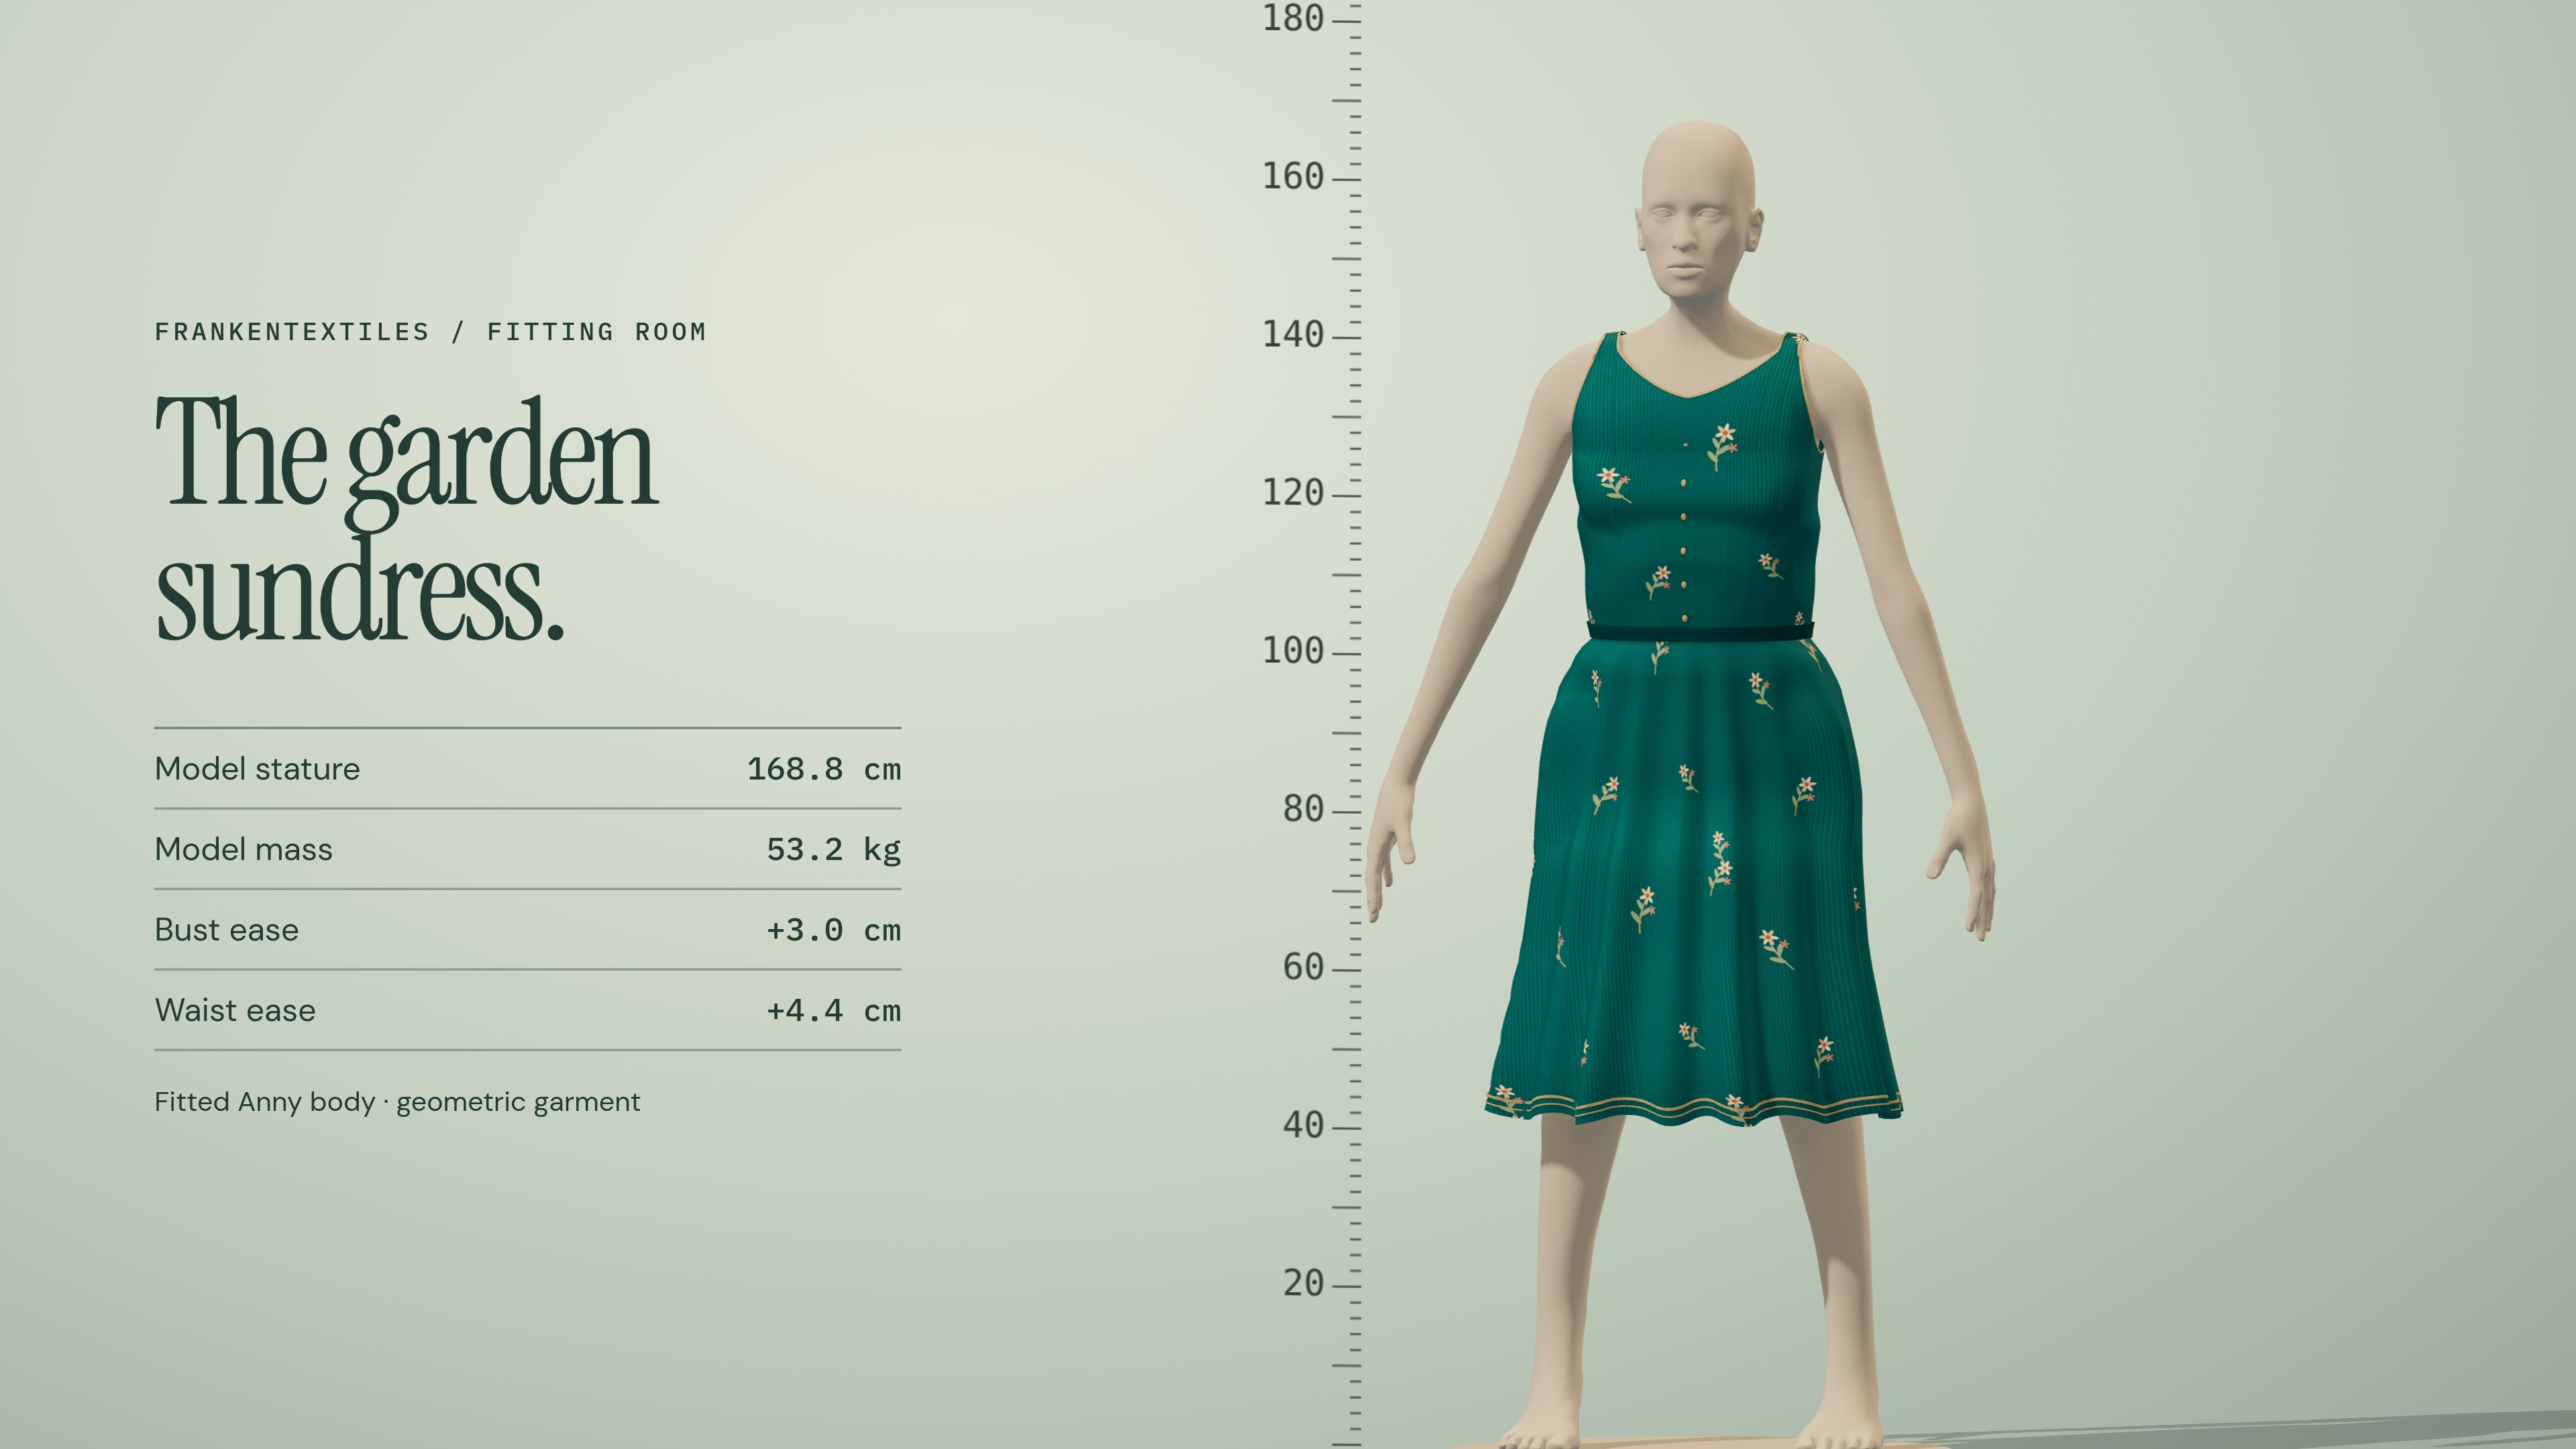 FRANKENTEXTILES / FITTING ROOM
The garden
sundress.
Model stature 168.8 cm
Model mass 53.2 kg
Bust ease +3.0 cm
Waist ease +4.4 cm
Fitted Anny body · geometric garment
180
160
140
120
100
80
60
40
20